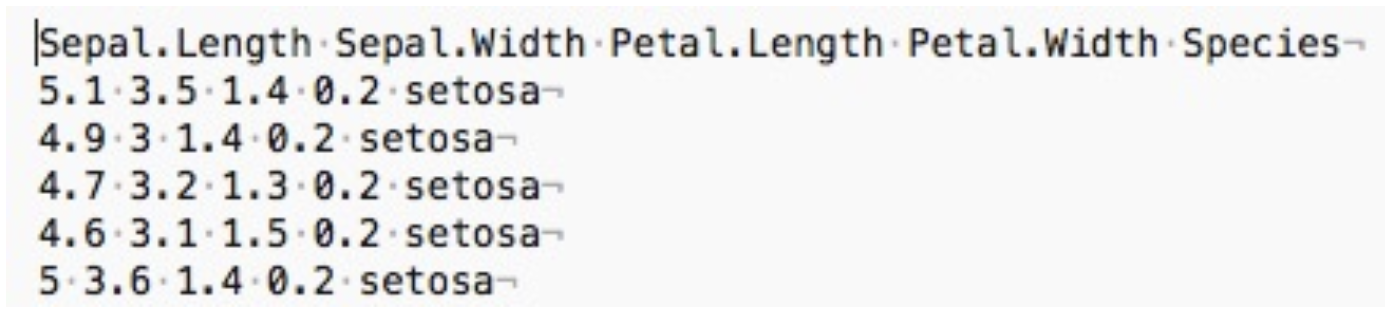 Sepal.Length·Sepal.Width·Petal.Length·Petal.Width·Species¬
5.1·3.5·1.4·0.2·setosa¬
4.9·3·1.4·0.2·setosa¬
4.7·3.2·1.3·0.2·setosa¬
4.6·3.1·1.5·0.2·setosa¬
5·3.6·1.4·0.2·setosa¬